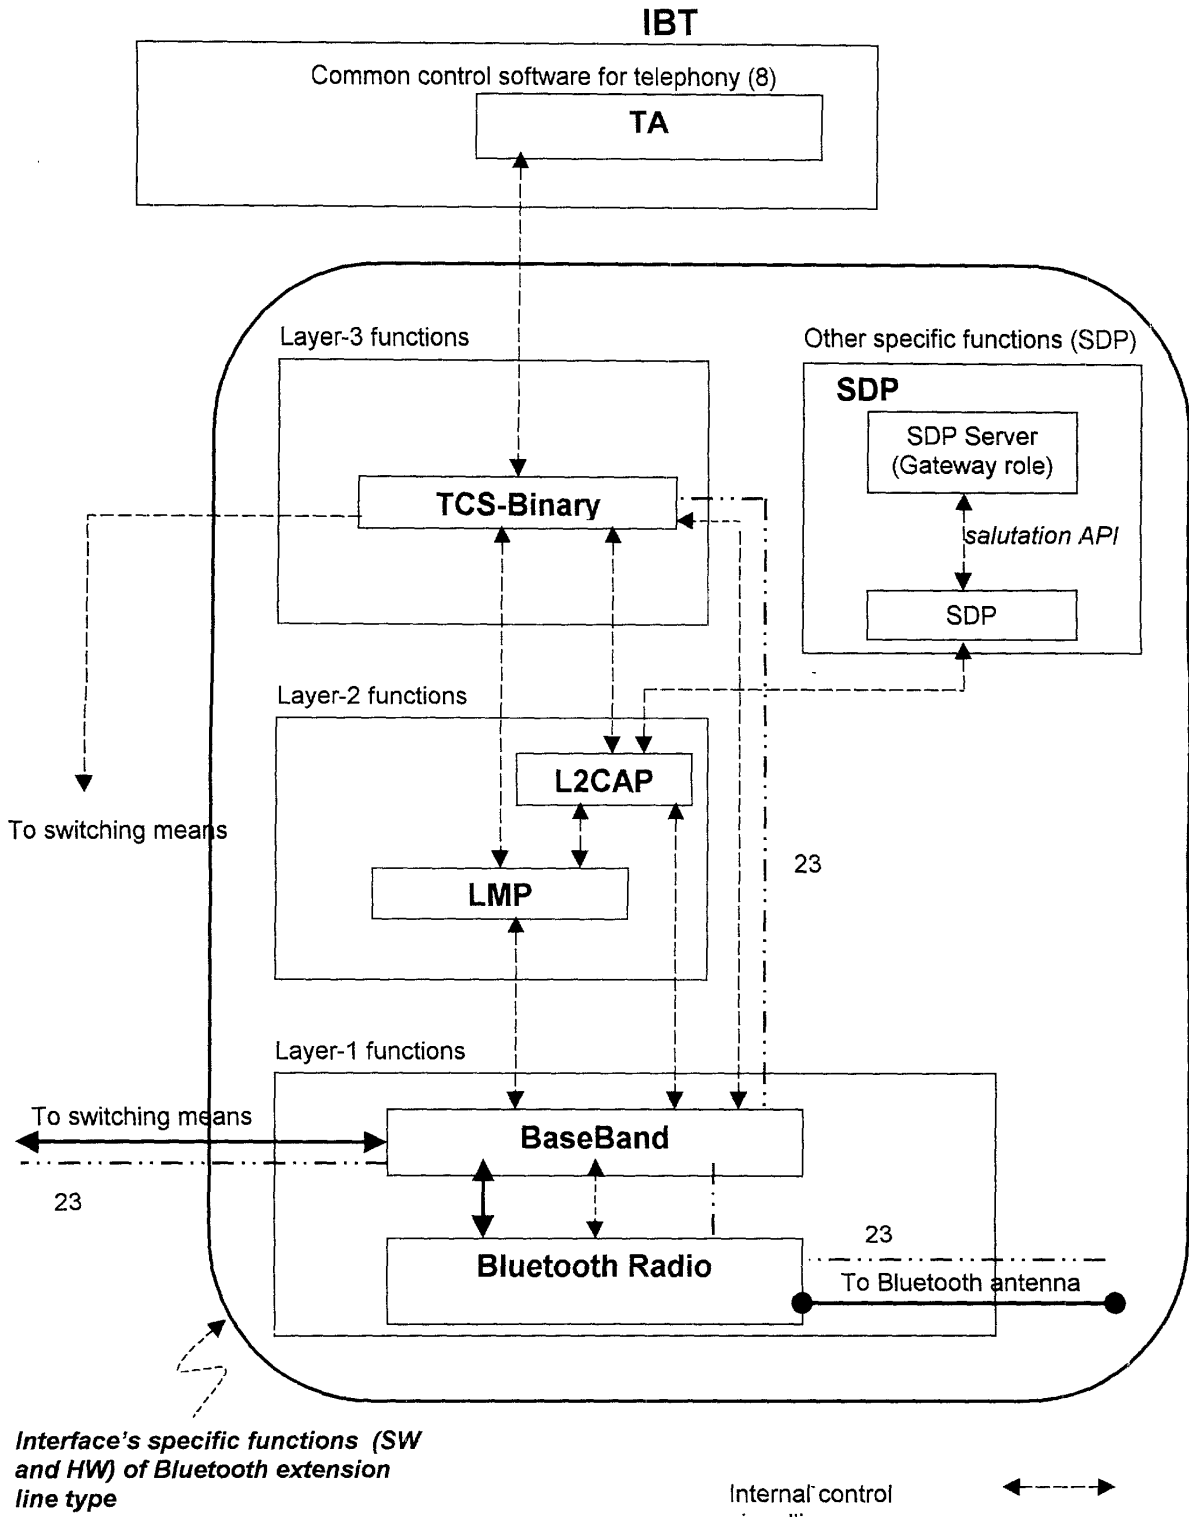 IBT
Common control software for telephony (8)
TA
Layer-3 functions
Other specific functions (SDP)
SDP
SDP Server
(Gateway role)
TCS-Binary
salutation API
SDP
Layer-2 functions
L2CAP
To switching means
23
LMP
Layer-1 functions
To switching means
BaseBand
23
23
Bluetooth Radio
To Bluetooth antenna
Interface's specific functions (SW
and HW) of Bluetooth extension
line type
Internal control